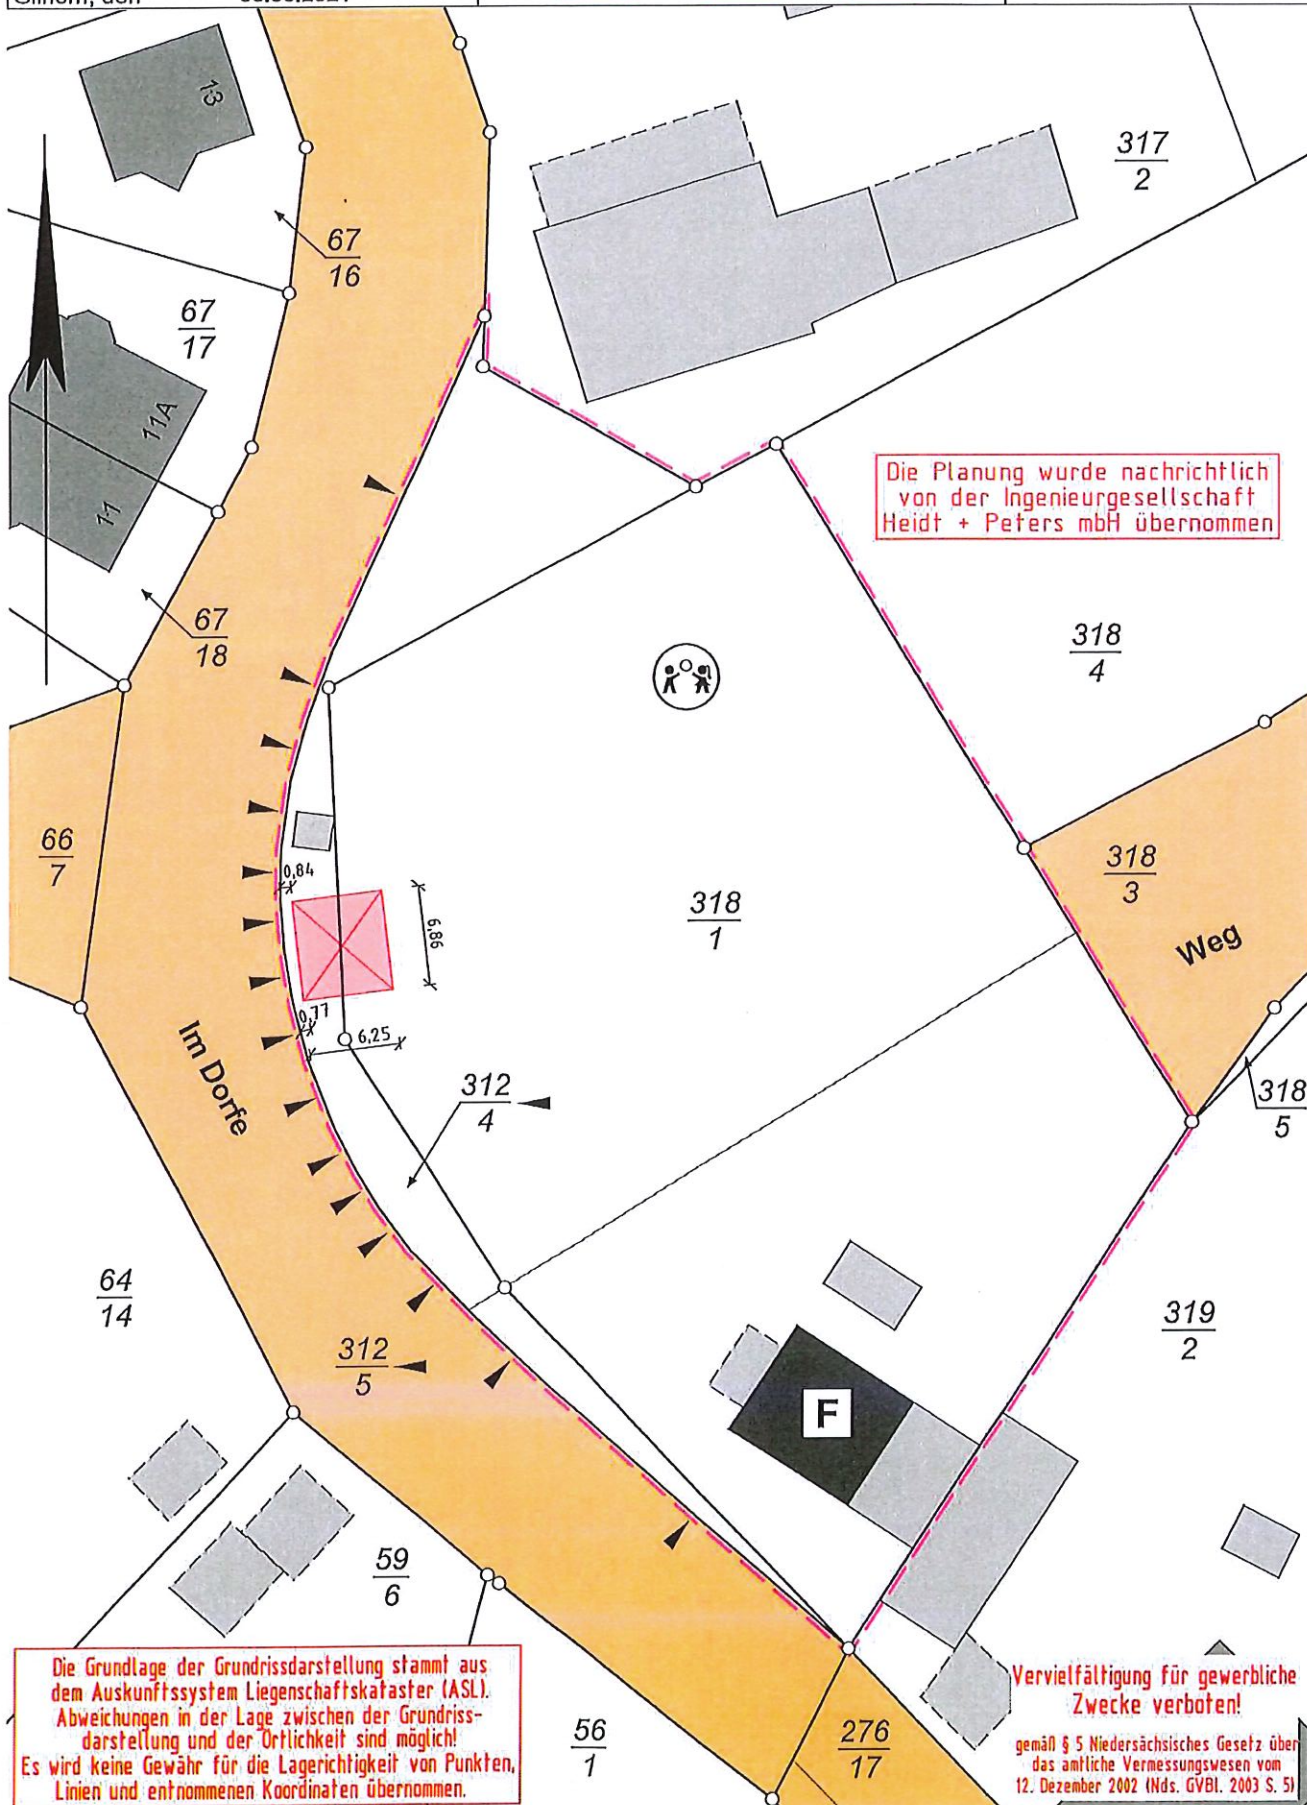 13
317
2
67
16
67
17
11A
11
Die Planung wurde nachrichtlich
von der Ingenieurgesellschaft
Heidt + Peters mbH übernommen
67
18
318
4
66
7
0,84
318
3
6,86
318
1
Weg
0,77
6,25
Im Dorfe
312
4
318
5
64
14
319
2
312
5
F
59
6
Die Grundlage der Grundrissdarstellung stammt aus
dem Auskunftssystem Liegenschaftskataster (ASL).
Abweichungen in der Lage zwischen der Grundriss-
darstellung und der Örtlichkeit sind möglich!
Es wird keine Gewähr für die Lagerichtigkeit von Punkten,
Linien und entnommenen Koordinaten übernommen.
56
1
276
17
Vervielfältigung für gewerbliche
Zwecke verboten!
gemäß § 5 Niedersächsisches Gesetz über
das amtliche Vermessungswesen vom
12. Dezember 2002 (Nds. GVBl. 2003 S. 5)